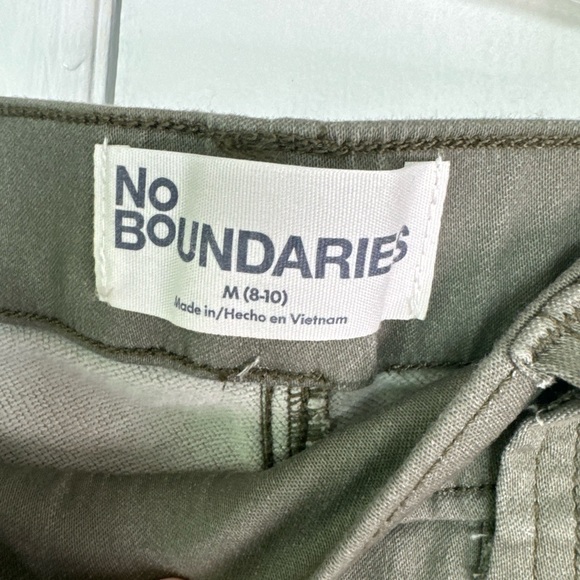 No
BOUNDARIES
M (8-10)
Made in/Hecho en Vietnam